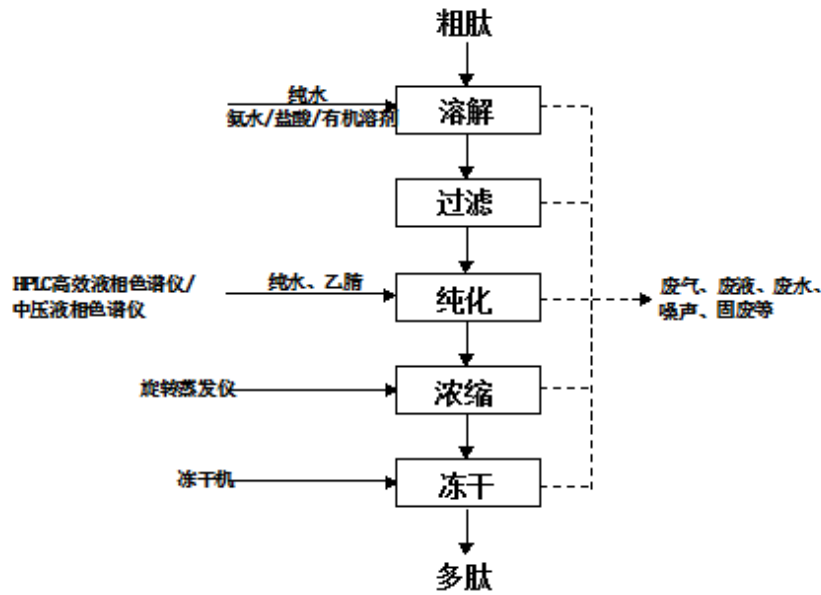 粗肽
纯水
氨水/盐酸/有机溶剂
溶解
过滤
HPLC高效液相色谱仪/
中压液相色谱仪
纯水、乙腈
纯化
废气、废液、废水、
噪声、固废等
旋转蒸发仪
浓缩
冻干机
冻干
多肽